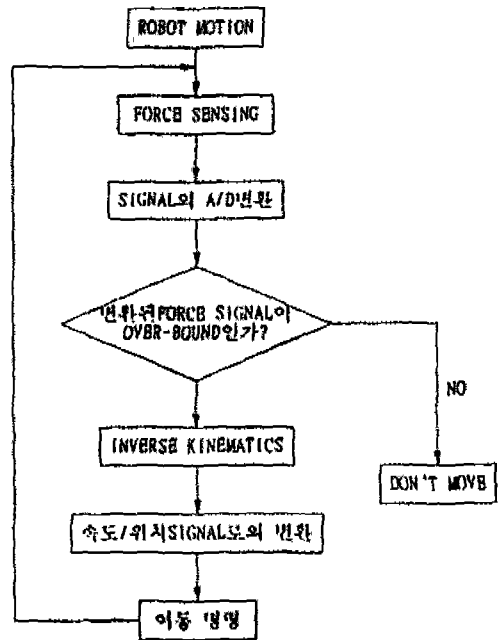 ROBOT MOTION
FORCE SENSING
SIGNAL의 A/D변환
변환된FORCE SIGNAL이
OVER-BOUND인가?
NO
INVERSE KINEMATICS
DON'T MOVE
속도/위치SIGNAL로의 변환
이동 명령